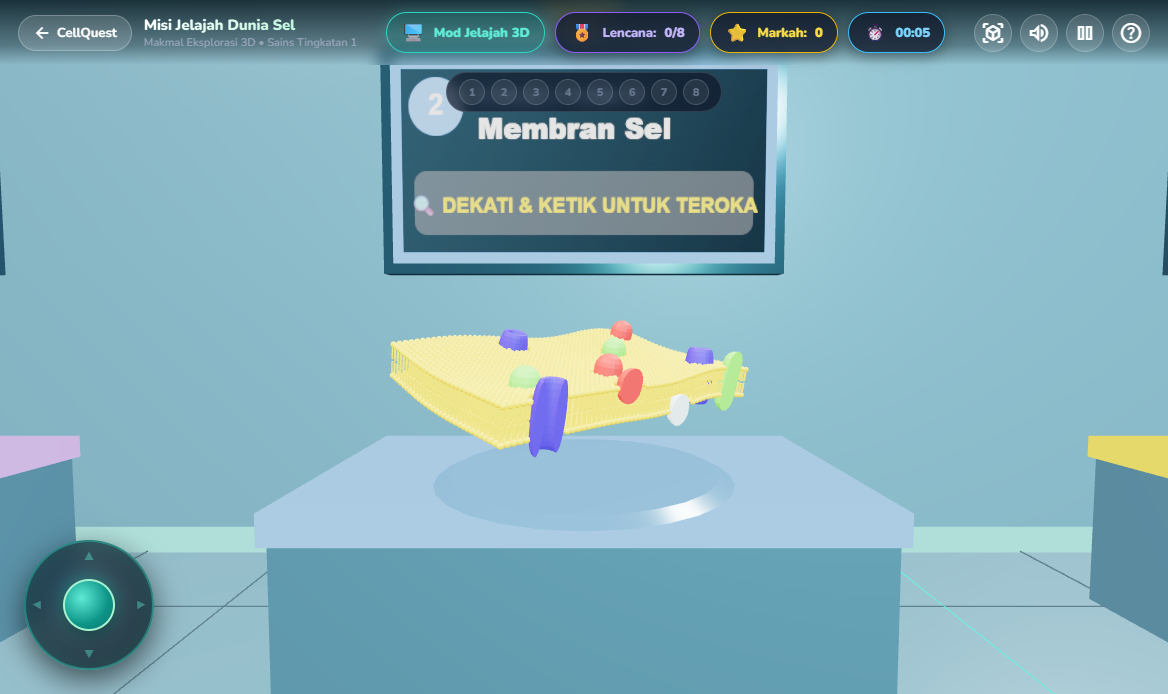 CellQuest
Misi Jelajah Dunia Sel
Makmal Eksplorasi 3D • Sains Tingkatan 1
Mod Jelajah 3D
Lencana: 0/8
Markah: 0
00:05
1 2 3 4 5 6 7 8
2
Membran Sel
DEKATI & KETIK UNTUK TEROKA